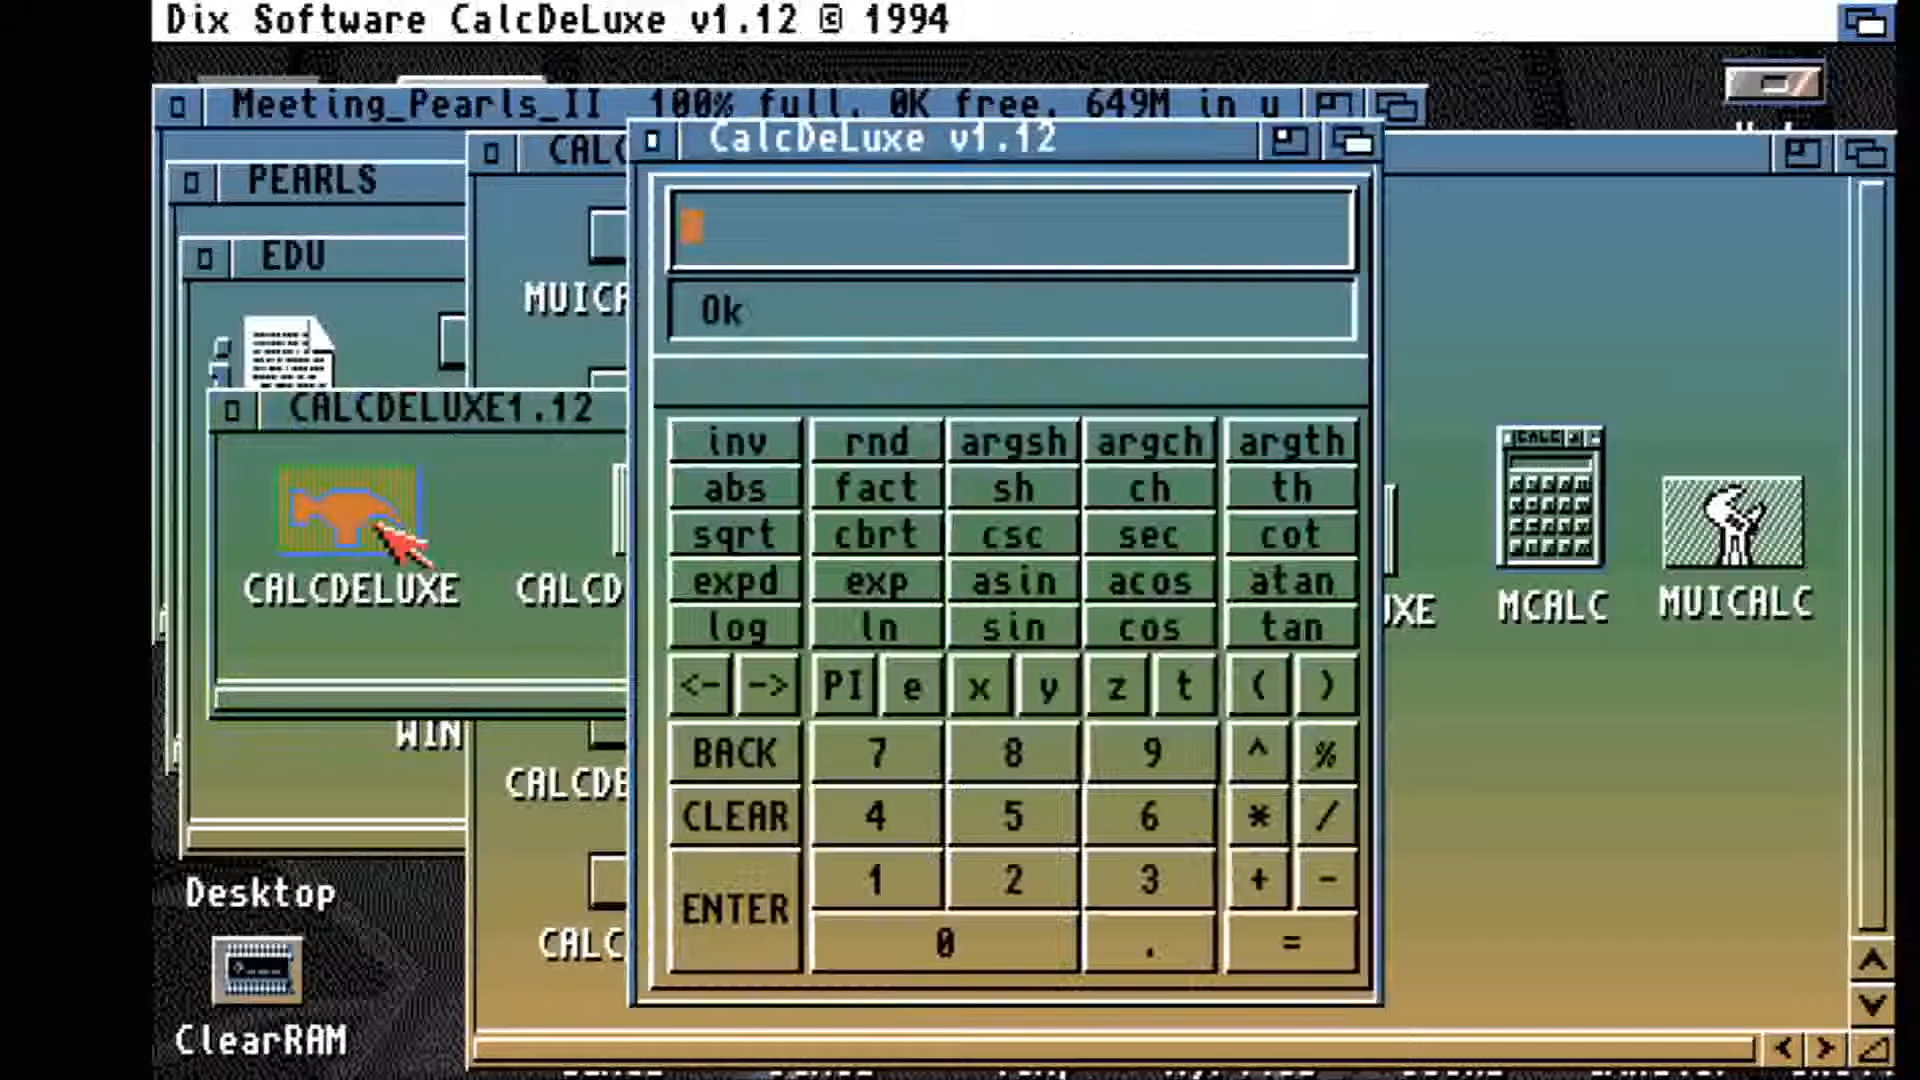 Dix Software CalcDeLuxe v1.12 © 1994
Meeting_Pearls_II 100% full, 0K free, 649M in u
CalcDeLuxe v1.12
CALC
PEARLS
EDU
MUICA
Ok
CALCDELUXE1.12
CALCDELUXE
CALCD
WIN
CALCDE
CALC
inv rnd argsh argch argth
abs fact sh ch th
sqrt cbrt csc sec cot
expd exp asin acos atan
log ln sin cos tan
<- -> PI e x y z t ( )
BACK 7 8 9 ^ %
CLEAR 4 5 6 * /
ENTER 1 2 3 + -
0 . =
CALC
UXE
MCALC
MUICALC
Desktop
ClearRAM